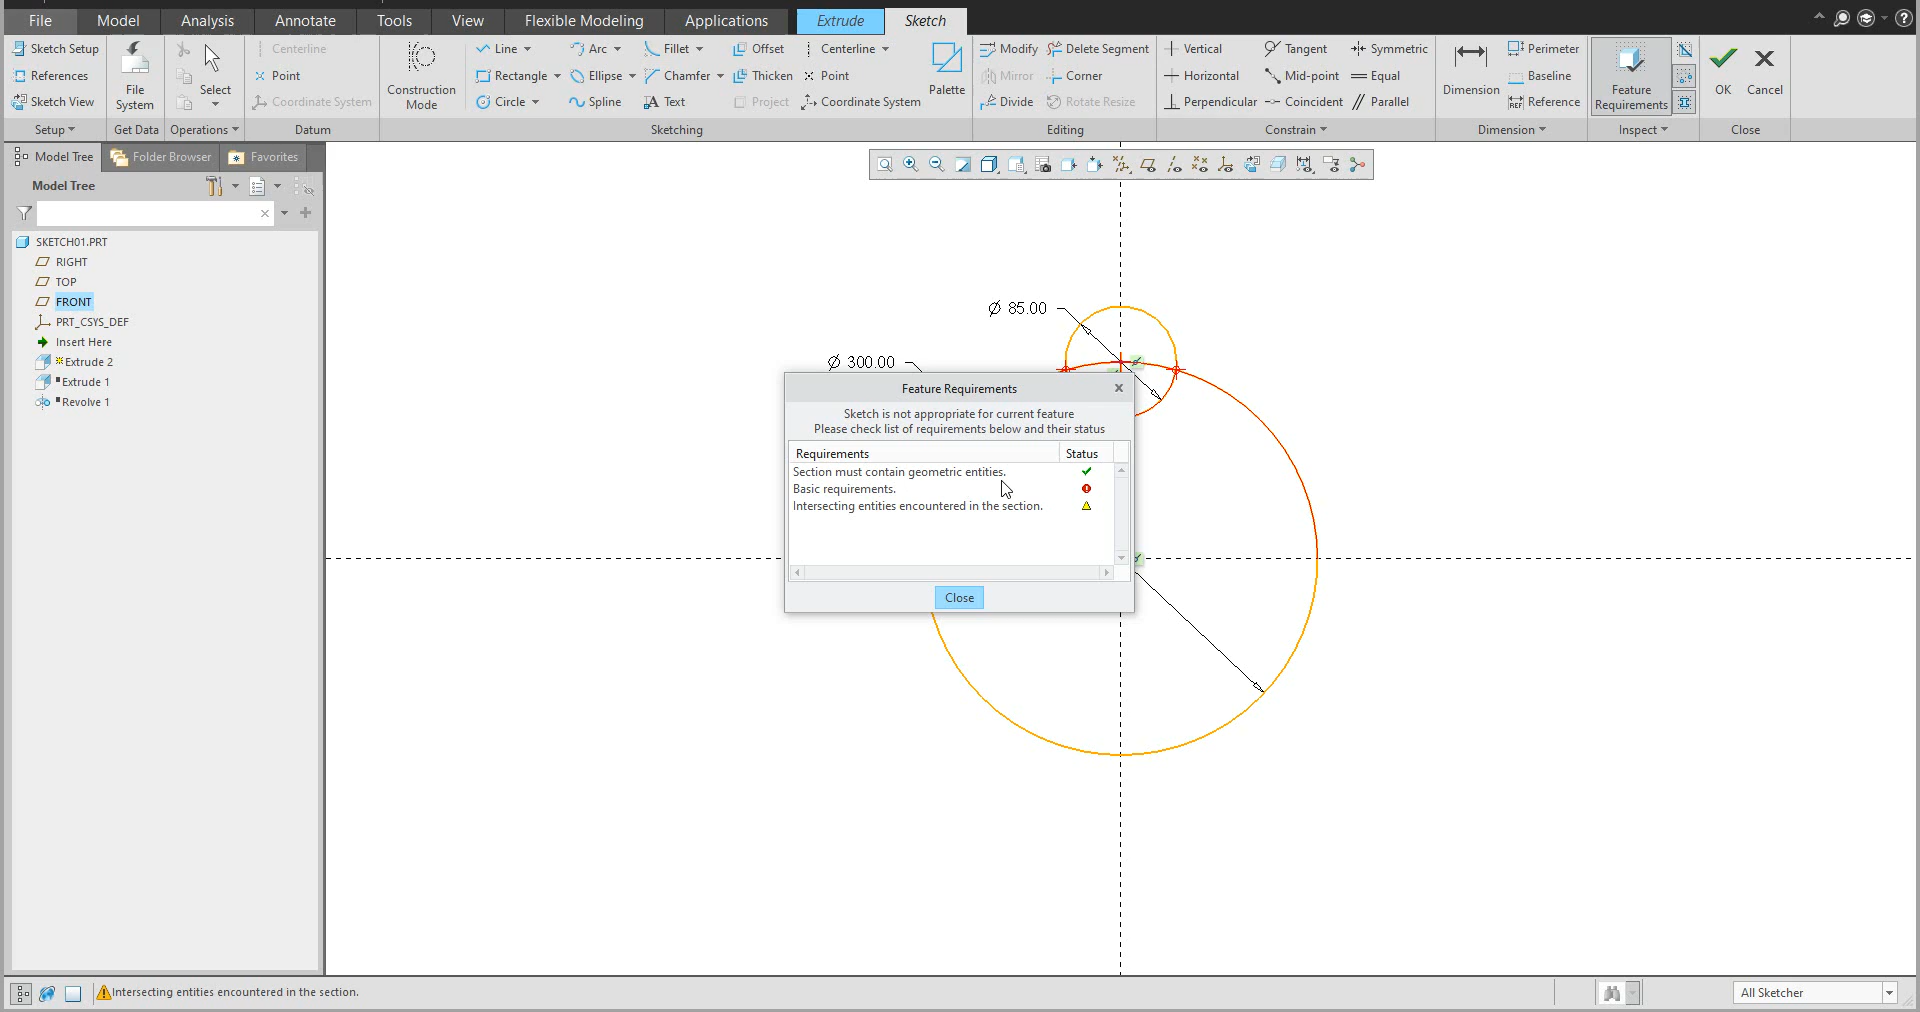 File Model Analysis Annotate Tools View Flexible Modeling Applications Extrude Sketch
Sketch Setup
References
Sketch View
Setup
File
System
Get Data
Select
Operations
Centerline
Point
Coordinate System
Datum
Construction
Mode
Line Arc Fillet Offset Centerline
Rectangle Ellipse Chamfer Thicken Point
Circle Spline Text Project Coordinate System
Palette
Sketching
Modify Delete Segment
Mirror Corner
Divide Rotate Resize
Editing
Vertical Tangent Symmetric
Horizontal Mid-point Equal
Perpendicular Coincident Parallel
Constrain
Dimension
Perimeter
Baseline
REF Reference
Dimension
Feature
Requirements
Inspect
OK Cancel
Close
Model Tree Folder Browser Favorites
Model Tree
SKETCH01.PRT
RIGHT
TOP
FRONT
PRT_CSYS_DEF
Insert Here
Extrude 2
Extrude 1
Revolve 1
Ø 85.00
Ø 300.00
Feature Requirements
Sketch is not appropriate for current feature
Please check list of requirements below and their status
Requirements Status
Section must contain geometric entities.
Basic requirements.
Intersecting entities encountered in the section.
Close
Intersecting entities encountered in the section.
All Sketcher